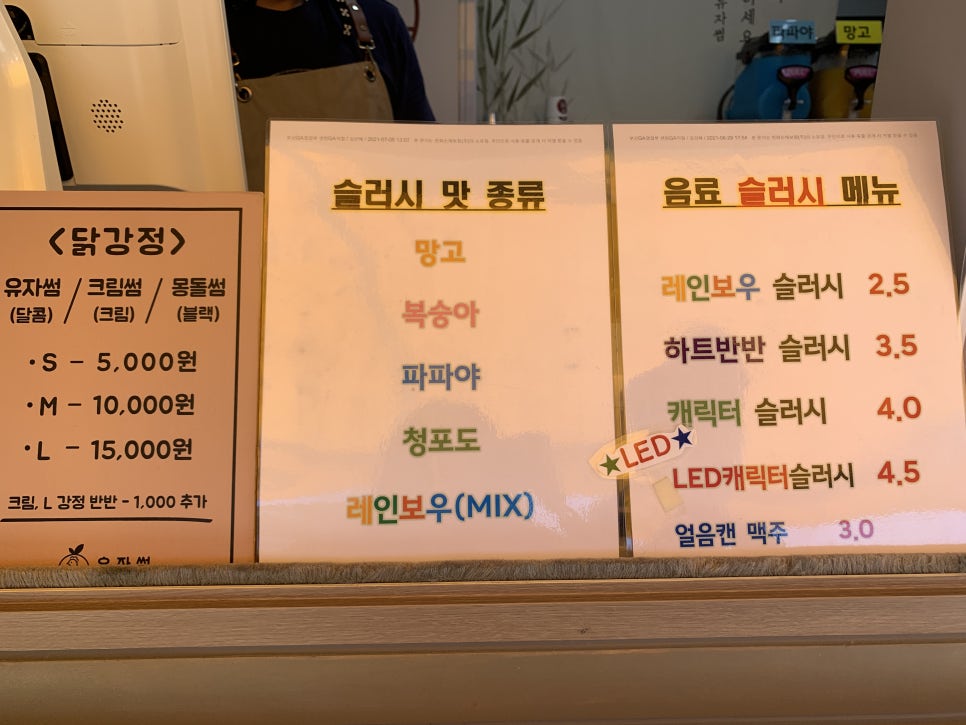 유자썸
파파야
망고
<닭강정>
유자썸 / 크림썸 / 몽돌썸
(달콤) (크림) (블랙)
·S - 5,000원
·M - 10,000원
·L - 15,000원
크림, L 강정 반반 - 1,000 추가
유자썸
슬러시 맛 종류
망고
복숭아
파파야
청포도
레인보우(MIX)
음료 슬러시 메뉴
레인보우 슬러시 2.5
하트반반 슬러시 3.5
캐릭터 슬러시 4.0
★LED★
LED캐릭터슬러시 4.5
얼음캔 맥주 3.0